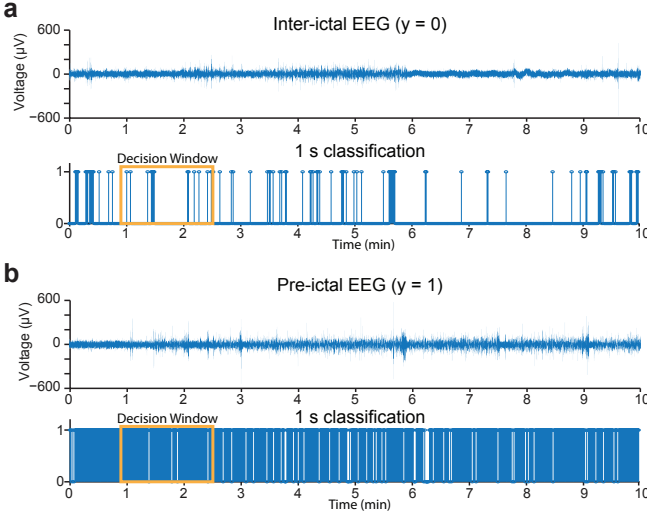 a
Inter-ictal EEG (y = 0)
Voltage (µV)
600
0
−600
0 1 2 3 4 5 6 7 8 9 10
Decision Window
1 s classification
1
0
0 1 2 3 4 5 6 7 8 9 10
Time (min)
b
Pre-ictal EEG (y = 1)
Voltage (µV)
600
0
−600
0 1 2 3 4 5 6 7 8 9 10
Decision Window
1 s classification
1
0
0 1 2 3 4 5 6 7 8 9 10
Time (min)